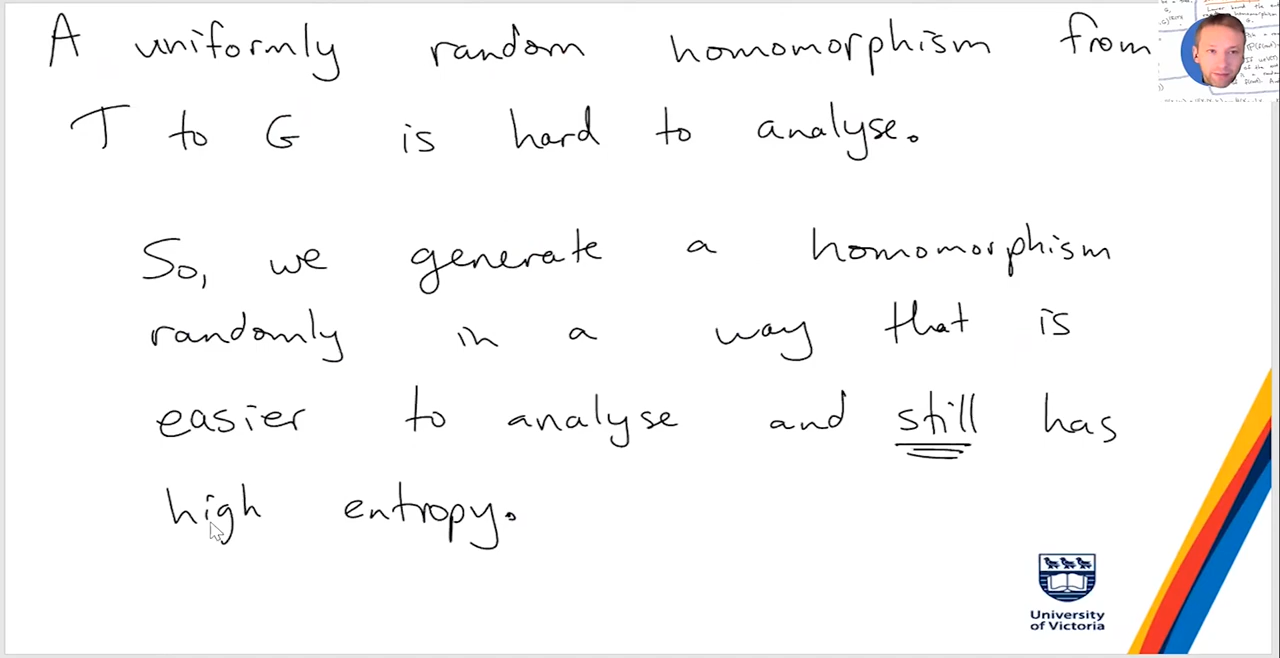 A uniformly random homomorphism from
T to G is hard to analyse.
So, we generate a homomorphism
randomly in a way that is
easier to analyse and still has
high entropy.
University
of Victoria